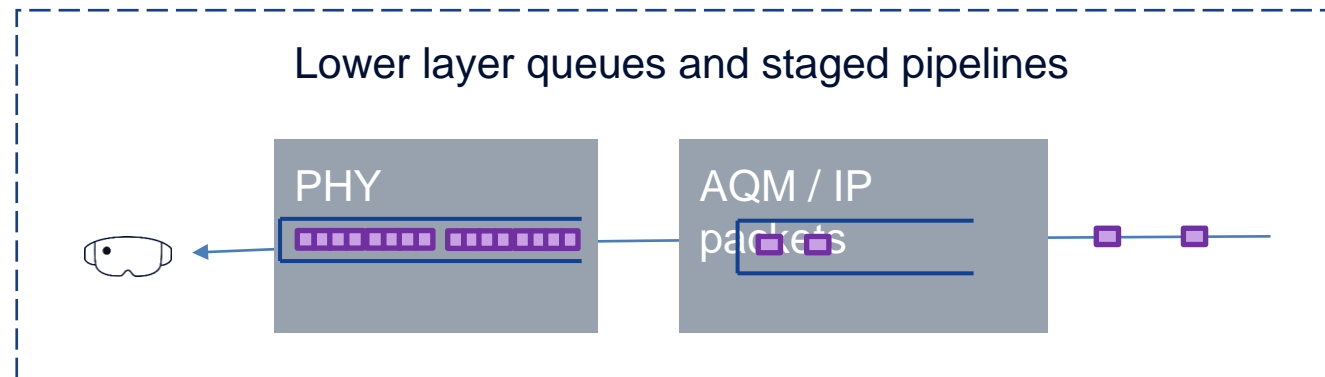 Lower layer queues and staged pipelines
PHY
AQM / IP
packets